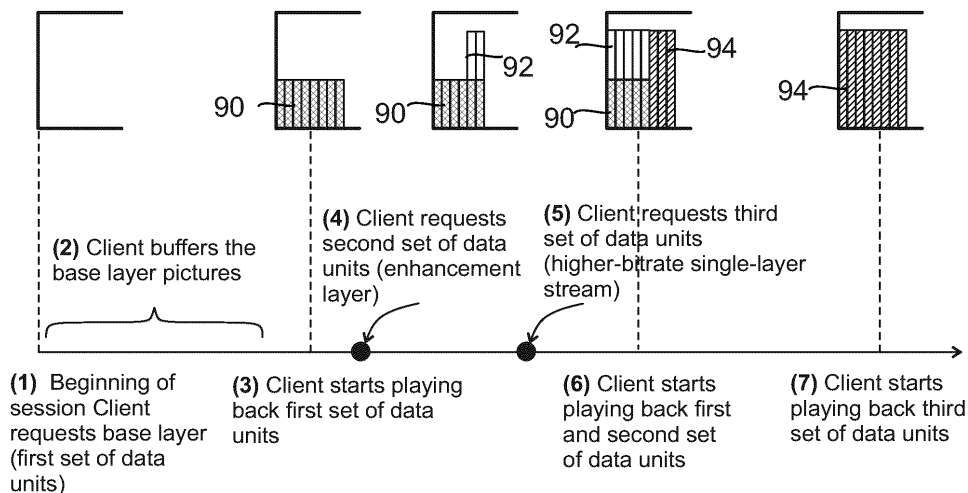 90
90
92
92
90
94
94
(2) Client buffers the
base layer pictures
(4) Client requests
second set of data
units (enhancement
layer)
(5) Client requests third
set of data units
(higher-bitrate single-layer
stream)
(1) Beginning of
session Client
requests base layer
(first set of data
units)
(3) Client starts playing
back first set of data
units
(6) Client starts
playing back first
and second set
of data units
(7) Client starts
playing back third
set of data units